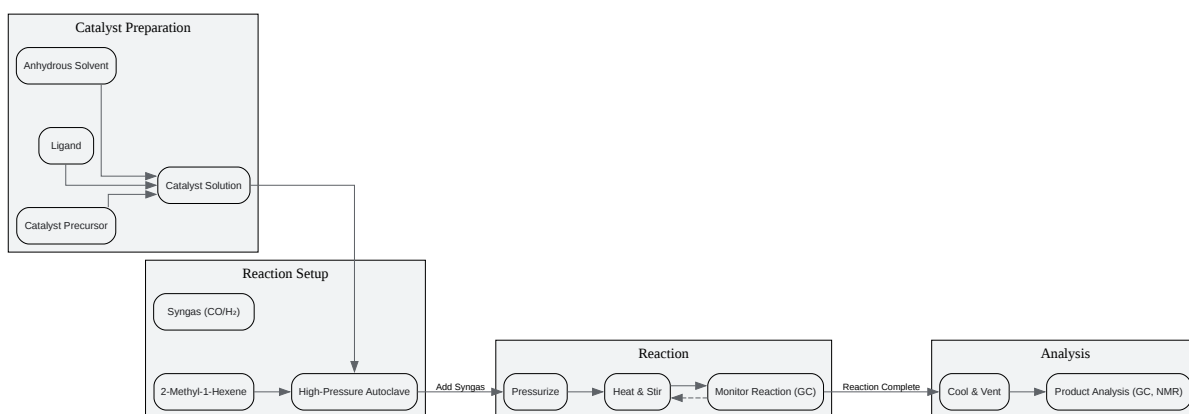 Catalyst Preparation
Anhydrous Solvent
Ligand
Catalyst Solution
Catalyst Precursor
Reaction Setup
Syngas (CO/H₂)
2-Methyl-1-Hexene
High-Pressure Autoclave
Add Syngas
Reaction
Pressurize
Heat & Stir
Monitor Reaction (GC)
Reaction Complete
Analysis
Cool & Vent
Product Analysis (GC, NMR)